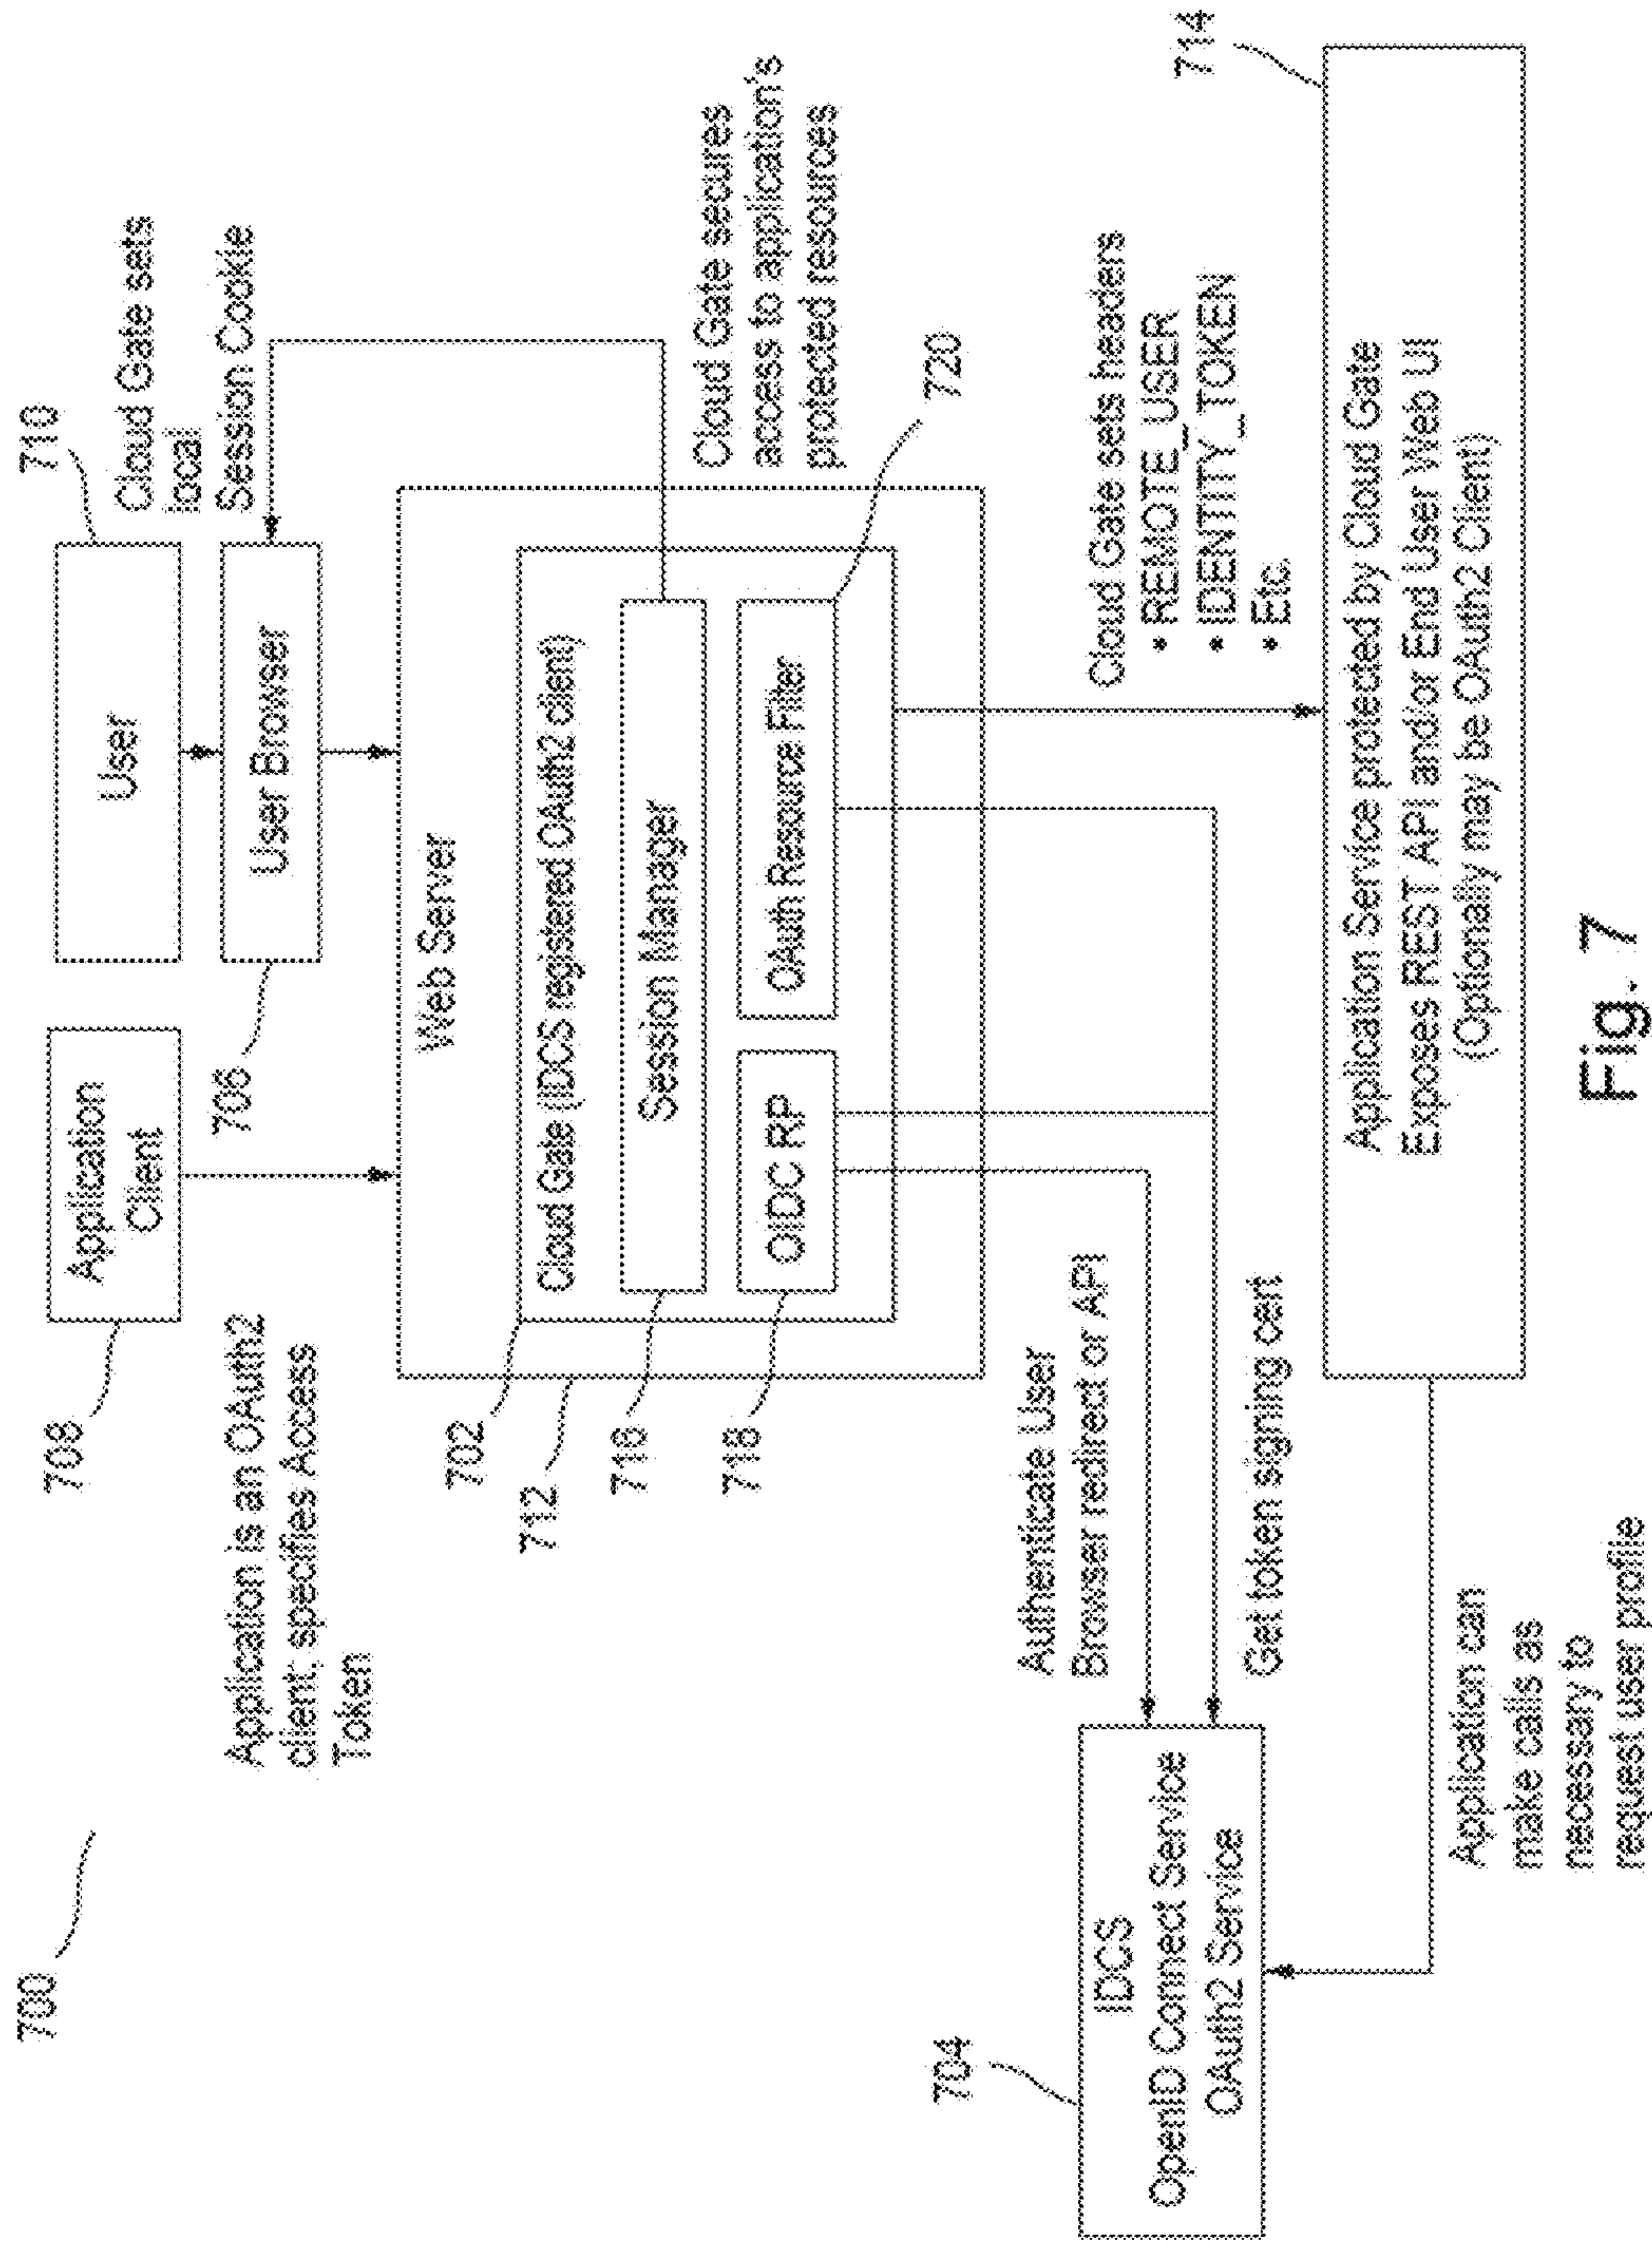 700
708
Application
Client
Application is an OAuth2
client; specifies Access
Token
710
User
User Browser
706
Cloud Gate sets
local
Session Cookie
Web Server
Cloud Gate (IDCS registered OAuth2 client)
Session Manager
OIDC RP
OAuth Resource Filter
702
712
716
718
720
Cloud Gate secures
access to application's
protected resources
Authenticate User
Browser redirect or API
Get token signing cert
Cloud Gate sets headers
• REMOTE_USER
• IDENTITY_TOKEN
• Etc.
704
IDCS
OpenID Connect Service
OAuth2 Service
714
Application Service protected by Cloud Gate
Exposes REST API and/or End User Web UI
(Optionally may be OAuth2 Client)
Application can
make calls as
necessary to
request user profile
Fig. 7